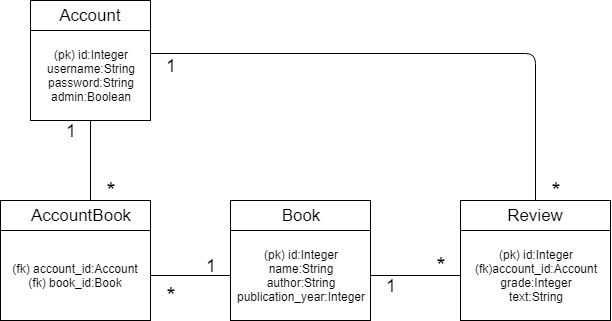 Account
(pk) id:Integer
username:String
password:String
admin:Boolean
1
1
*
*
AccountBook
(fk) account_id:Account
(fk) book_id:Book
1
*
Book
(pk) id:Integer
name:String
author:String
publication_year:Integer
1
*
Review
(pk) id:Integer
(fk)account_id:Account
grade:Integer
text:String